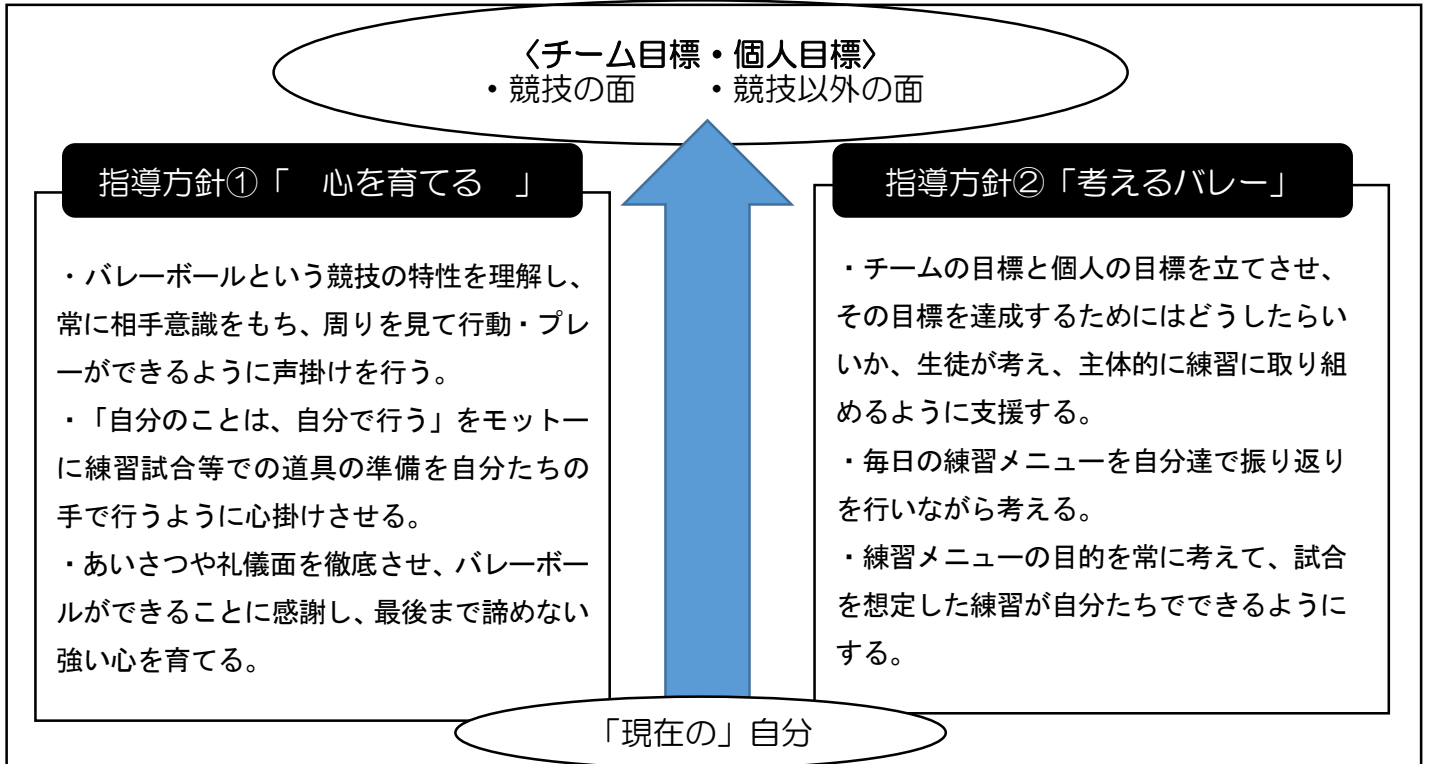 〈チーム目標・個人目標〉
・競技の面　　・競技以外の面
指導方針①「　心を育てる　」
・バレーボールという競技の特性を理解し、
常に相手意識をもち、周りを見て行動・プレ
ーができるように声掛けを行う。
・「自分のことは、自分で行う」をモットー
に練習試合等での道具の準備を自分たちの
手で行うように心掛けさせる。
・あいさつや礼儀面を徹底させ、バレーボー
ルができることに感謝し、最後まで諦めない
強い心を育てる。
指導方針②「考えるバレー」
・チームの目標と個人の目標を立てさせ、
その目標を達成するためにはどうしたらい
いか、生徒が考え、主体的に練習に取り組
めるように支援する。
・毎日の練習メニューを自分達で振り返り
を行いながら考える。
・練習メニューの目的を常に考えて、試合
を想定した練習が自分たちでできるように
する。
「現在の」自分